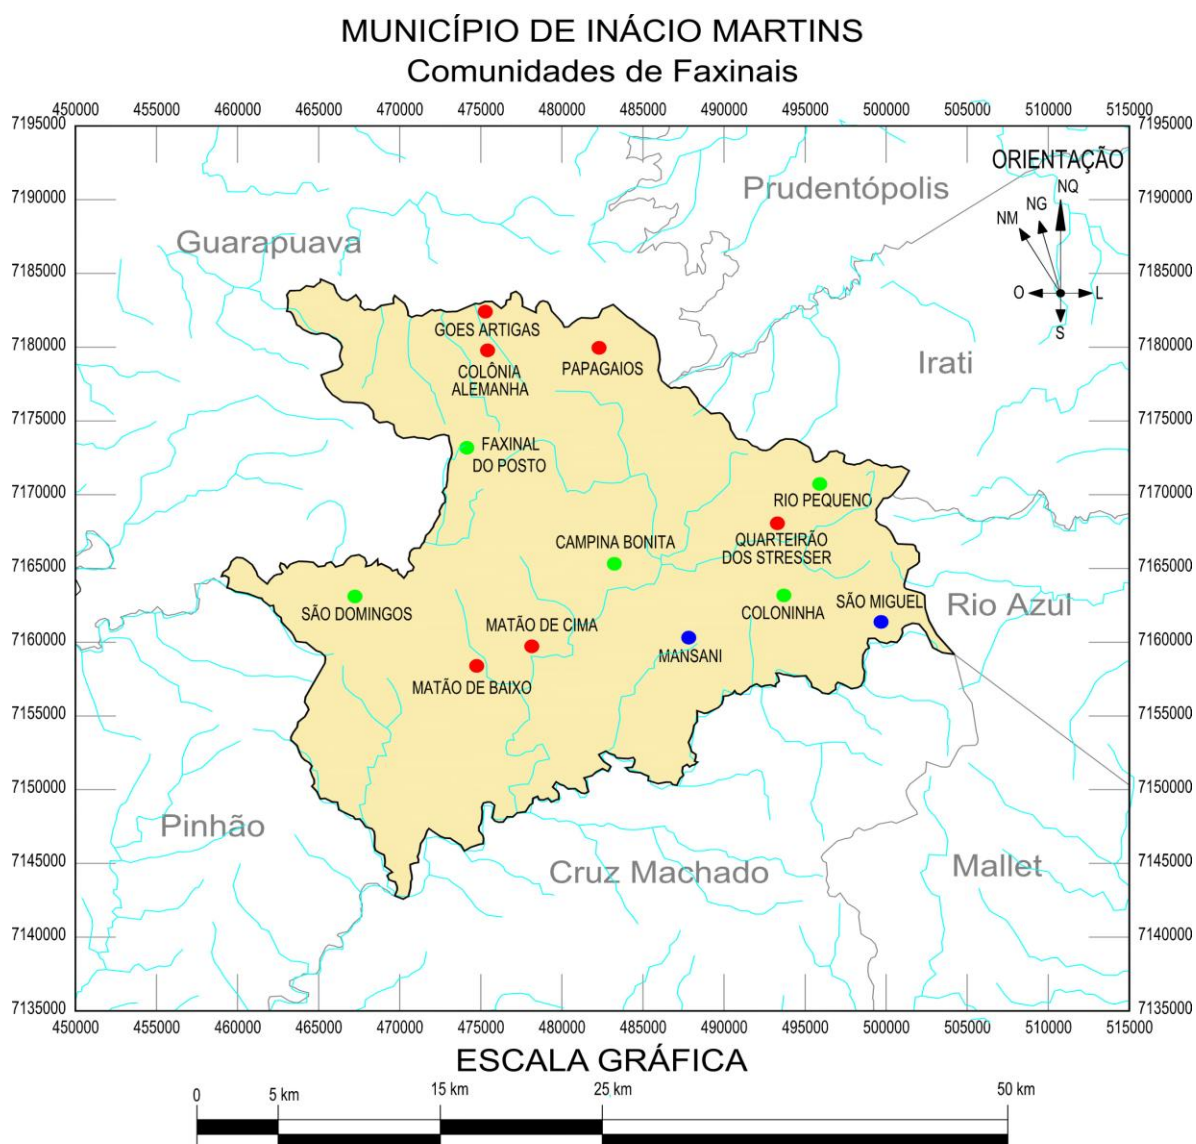 MUNICÍPIO DE INÁCIO MARTINS
Comunidades de Faxinais
450000 455000 460000 465000 470000 475000 480000 485000 490000 495000 500000 505000 510000 515000
7195000 7195000
ORIENTAÇÃO
Prudentópolis
NQ
7190000 7190000
NG
NM
Guarapuava
7185000 7185000
O L
GOES ARTIGAS
S
7180000 7180000
COLÔNIA
ALEMANHA
PAPAGAIOS
Irati
7175000 7175000
FAXINAL
DO POSTO
7170000 7170000
RIO PEQUENO
CAMPINA BONITA
QUARTEIRÃO
DOS STRESSER
7165000 7165000
SÃO DOMINGOS
COLONINHA
SÃO MIGUEL
Rio Azul
MATÃO DE CIMA
7160000 7160000
MANSANI
MATÃO DE BAIXO
7155000 7155000
7150000 7150000
Pinhão
7145000 7145000
Cruz Machado
Mallet
7140000 7140000
7135000 7135000
450000 455000 460000 465000 470000 475000 480000 485000 490000 495000 500000 505000 510000 515000
ESCALA GRÁFICA
0 5 km 15 km 25 km 50 km